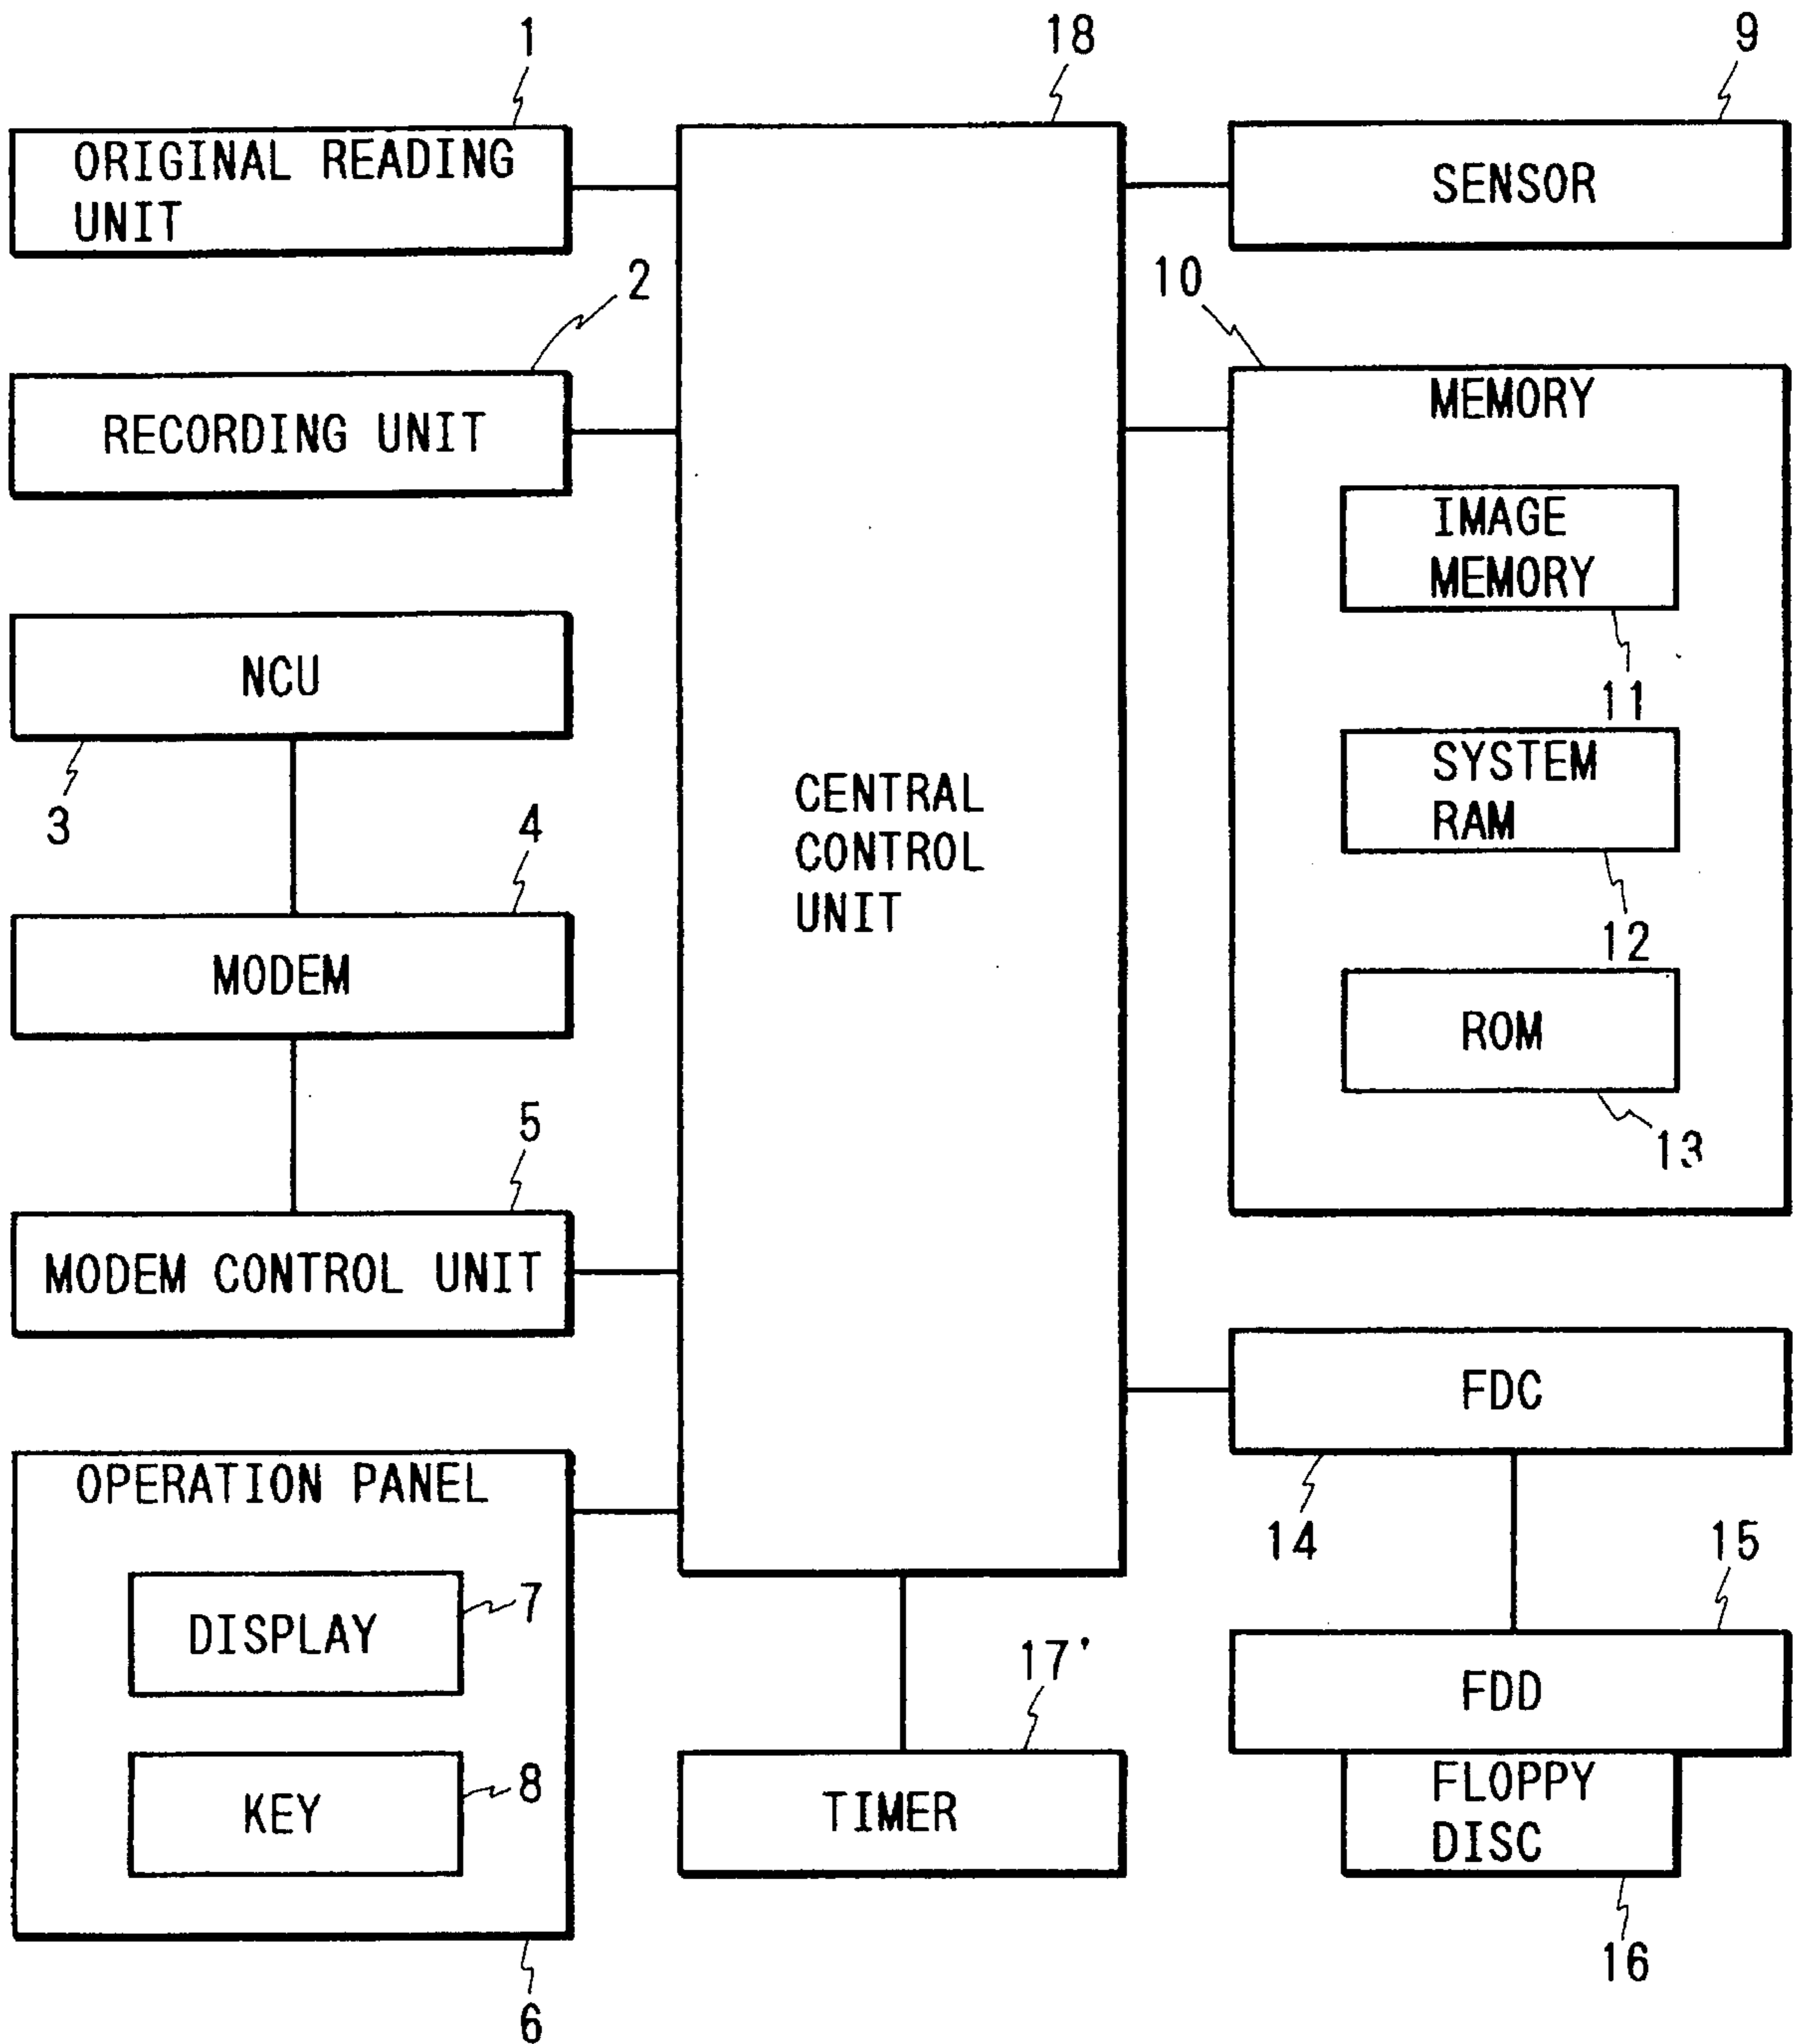 1
18
9
ORIGINAL READING
UNIT
SENSOR
2
10
RECORDING UNIT
MEMORY
IMAGE
MEMORY
11
NCU
3
SYSTEM
RAM
12
4
CENTRAL
CONTROL
UNIT
MODEM
ROM
13
5
MODEM CONTROL UNIT
FDC
14
OPERATION PANEL
DISPLAY
7
15
FDD
17'
KEY
8
TIMER
FLOPPY
DISC
16
6